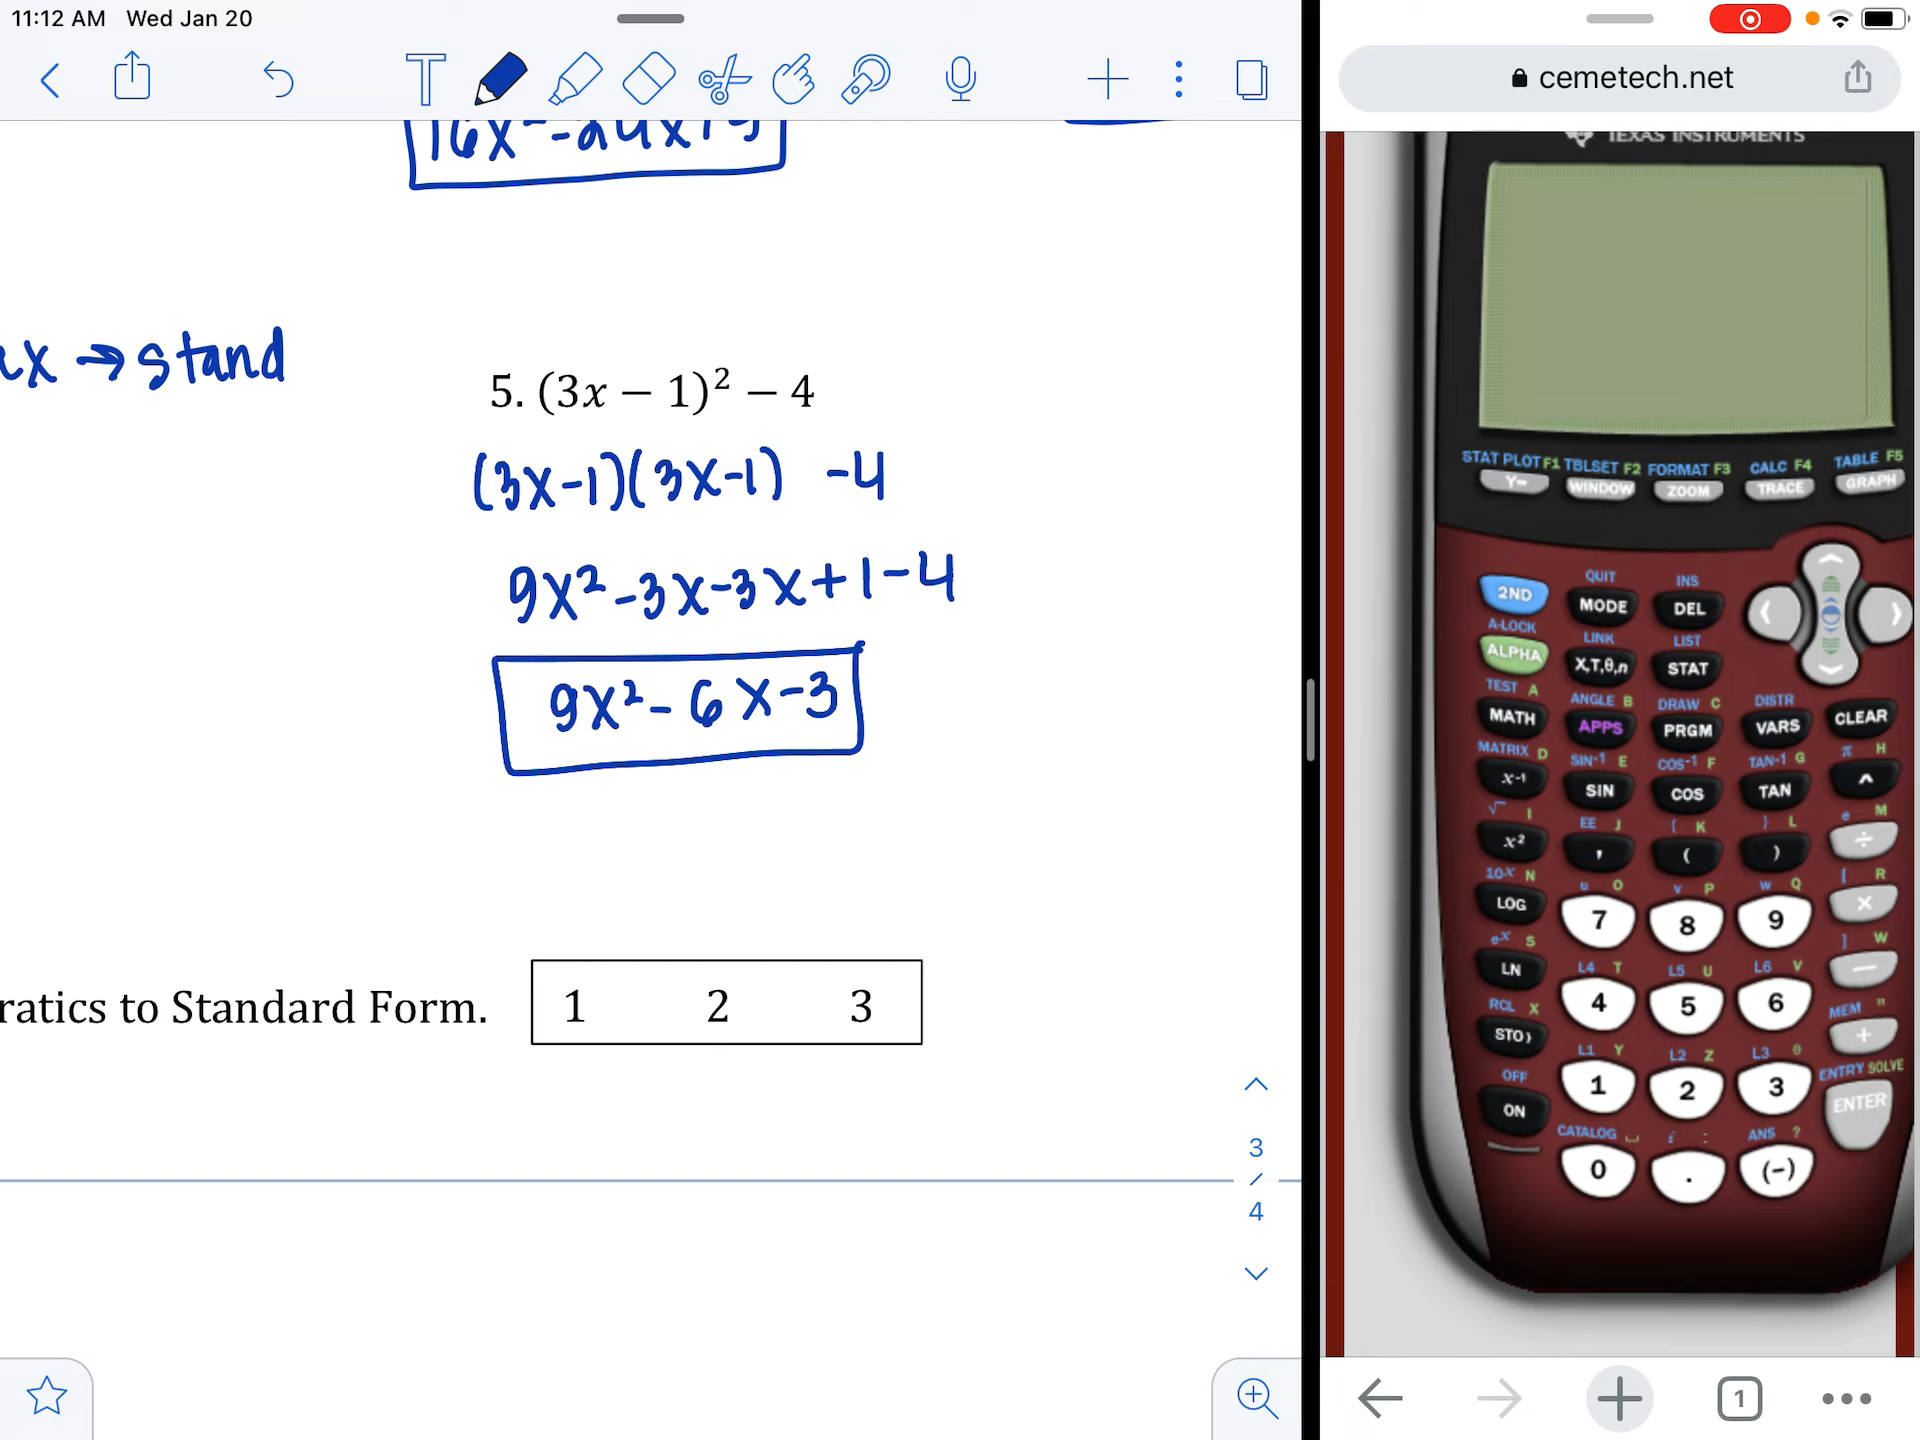 11:12 AM Wed Jan 20
cemetech.net
TEXAS INSTRUMENTS
x → stand
5. (3x − 1)² − 4
(3x-1)(3x-1) -4
9x² -3x-3x+1-4
9x² - 6x-3
ratics to Standard Form. 1 2 3
3
/
4
STAT PLOT F1 TBLSET F2 FORMAT F3 CALC F4 TABLE F5
Y= WINDOW ZOOM TRACE GRAPH
QUIT INS
2ND MODE DEL
A-LOCK LINK LIST
ALPHA X,T,θ,n STAT
TEST A ANGLE B DRAW C DISTR
MATH APPS PRGM VARS CLEAR
MATRIX D SIN⁻¹ E COS⁻¹ F TAN⁻¹ G π H
x⁻¹ SIN COS TAN ^
√ I EE J { K } L e M
x² , ( ) ÷
10ˣ N u O v P w Q [ R
LOG 7 8 9 ×
eˣ S L4 T L5 U L6 V ] W
LN 4 5 6 −
RCL X L1 Y L2 Z L3 θ MEM "
STO⟩ 1 2 3 +
OFF ENTRY SOLVE
ON ENTER
CATALOG ⎵ i : ANS ?
0 . (-)
1